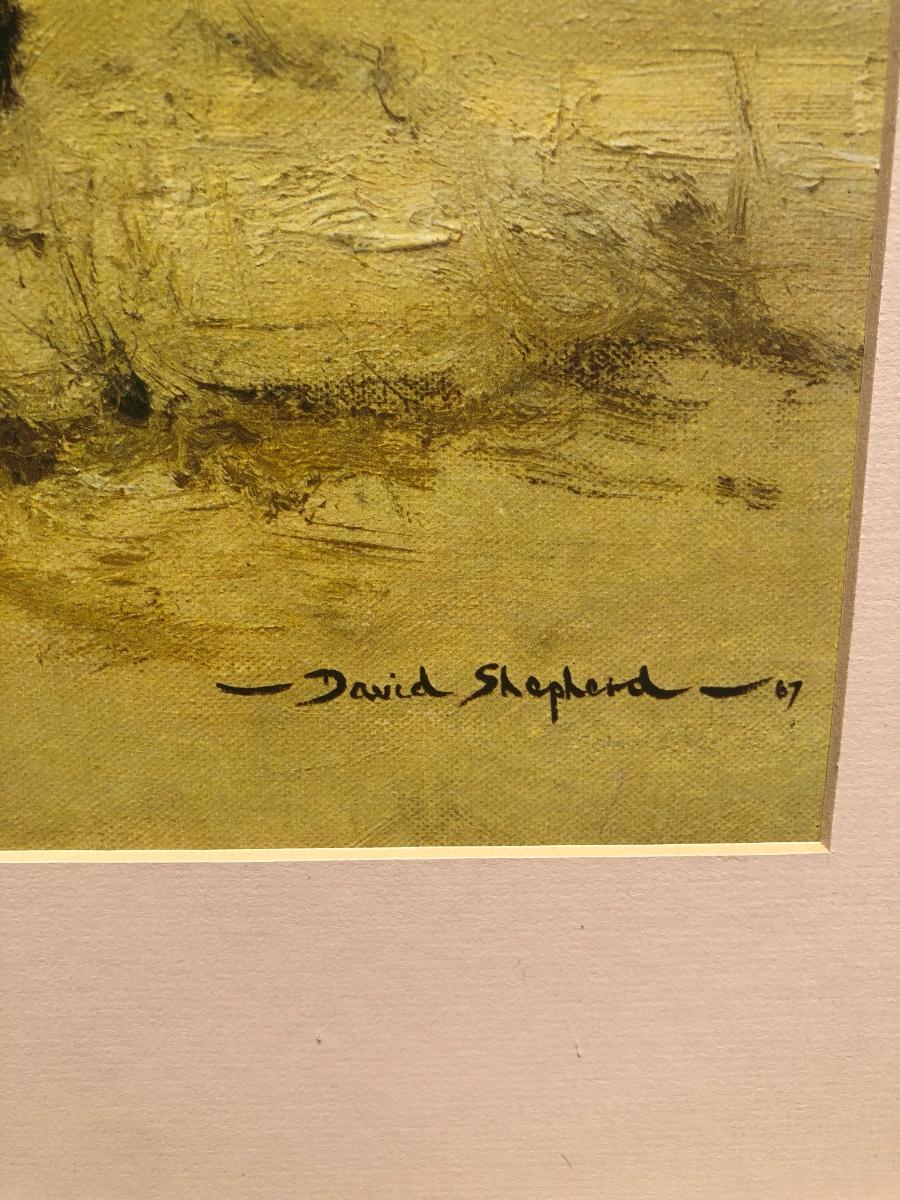 — David Shepherd — 67